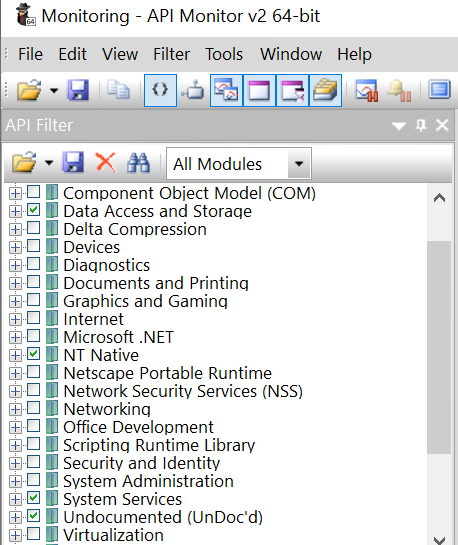 Monitoring - API Monitor v2 64-bit
File Edit View Filter Tools Window Help
API Filter
All Modules
Component Object Model (COM)
Data Access and Storage
Delta Compression
Devices
Diagnostics
Documents and Printing
Graphics and Gaming
Internet
Microsoft .NET
NT Native
Netscape Portable Runtime
Network Security Services (NSS)
Networking
Office Development
Scripting Runtime Library
Security and Identity
System Administration
System Services
Undocumented (UnDoc'd)
Virtualization